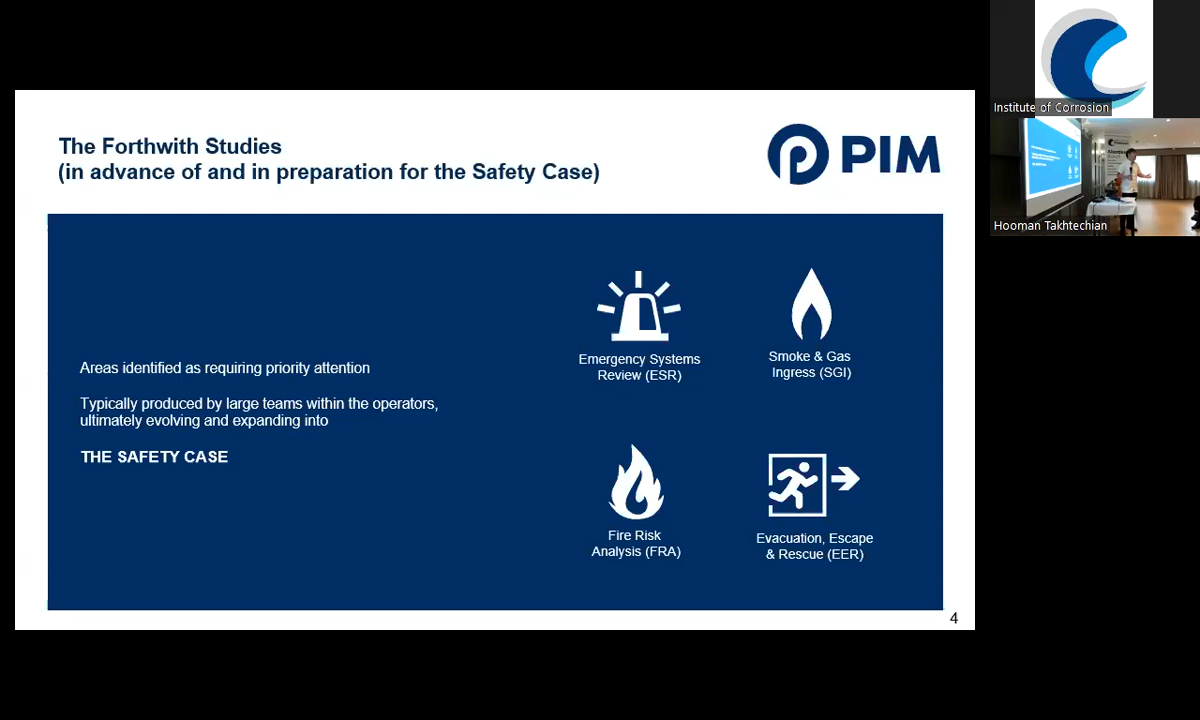 The Forthwith Studies
(in advance of and in preparation for the Safety Case)
PIM
Areas identified as requiring priority attention
Typically produced by large teams within the operators,
ultimately evolving and expanding into
THE SAFETY CASE
Emergency Systems
Review (ESR)
Smoke & Gas
Ingress (SGI)
Fire Risk
Analysis (FRA)
Evacuation, Escape
& Rescue (EER)
4
Institute of Corrosion
Hooman Takhtechian